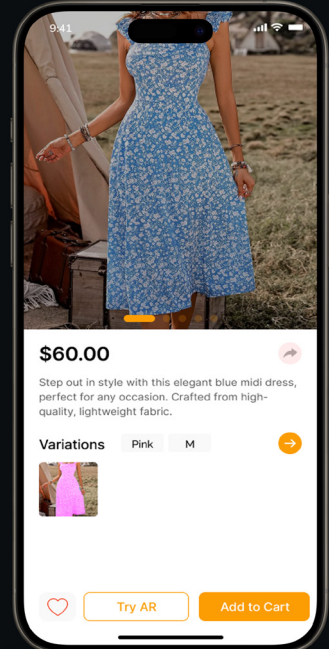 9:41
$60.00
Step out in style with this elegant blue midi dress,
perfect for any occasion. Crafted from high-
quality, lightweight fabric.
Variations Pink M
Try AR Add to Cart